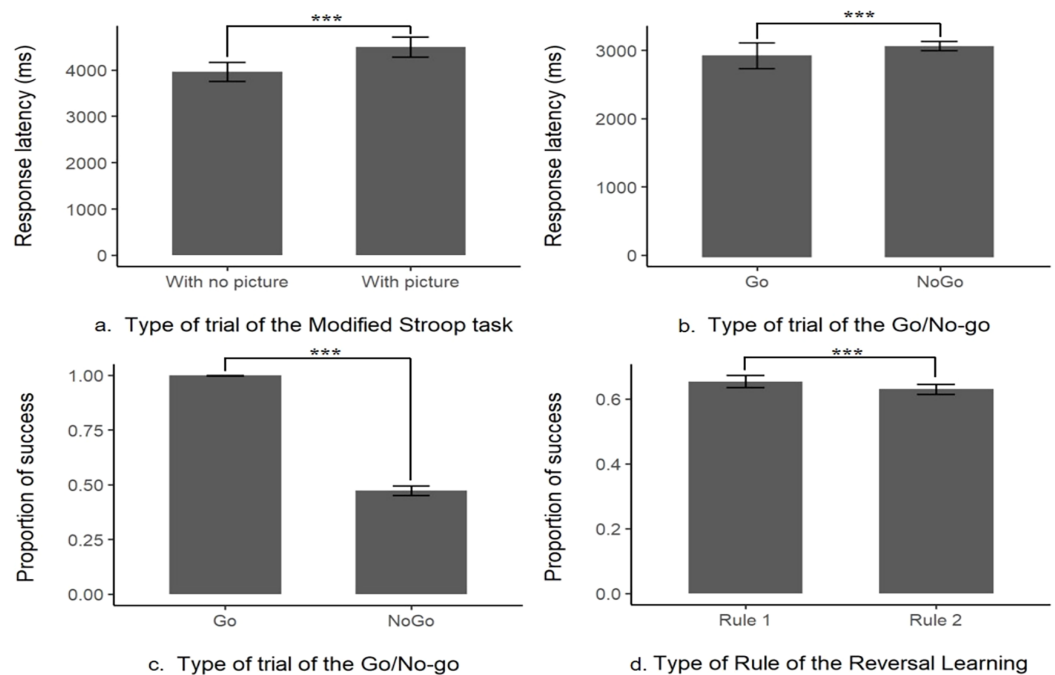 ***
Response latency (ms)
4000
3000
2000
1000
0
With no picture
With picture
a. Type of trial of the Modified Stroop task
***
Response latency (ms)
3000
2000
1000
0
Go
NoGo
b. Type of trial of the Go/No-go
***
Proportion of success
1.00
0.75
0.50
0.25
0.00
Go
NoGo
c. Type of trial of the Go/No-go
***
Proportion of success
0.6
0.4
0.2
0.0
Rule 1
Rule 2
d. Type of Rule of the Reversal Learning